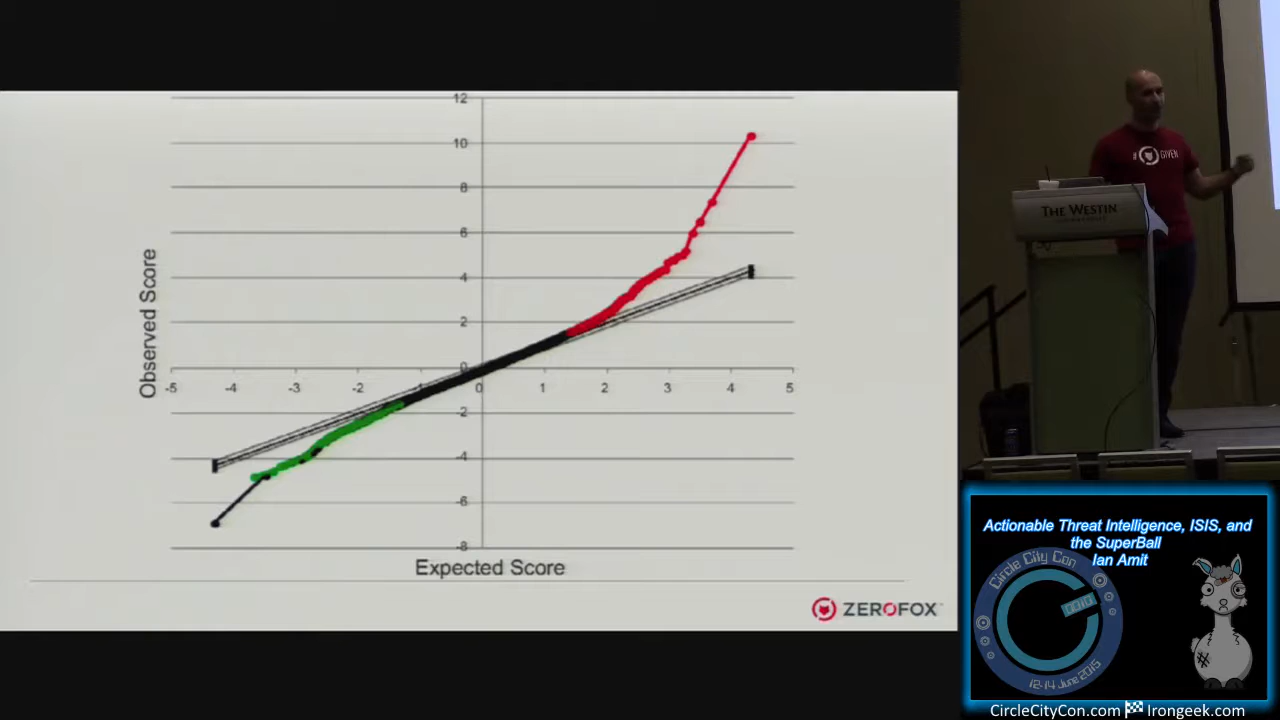 12
10
8
6
4
2
0
-5
-4
-3
-2
-1
0
1
2
3
4
5
-2
-4
-6
-8
Observed Score
Expected Score
ZEROFOX
GIVEN
THE WESTIN
Actionable Threat Intelligence, ISIS, and
the SuperBall
Ian Amit
Circle City Con
12-14 June 2015
CircleCityCon.com Irongeek.com